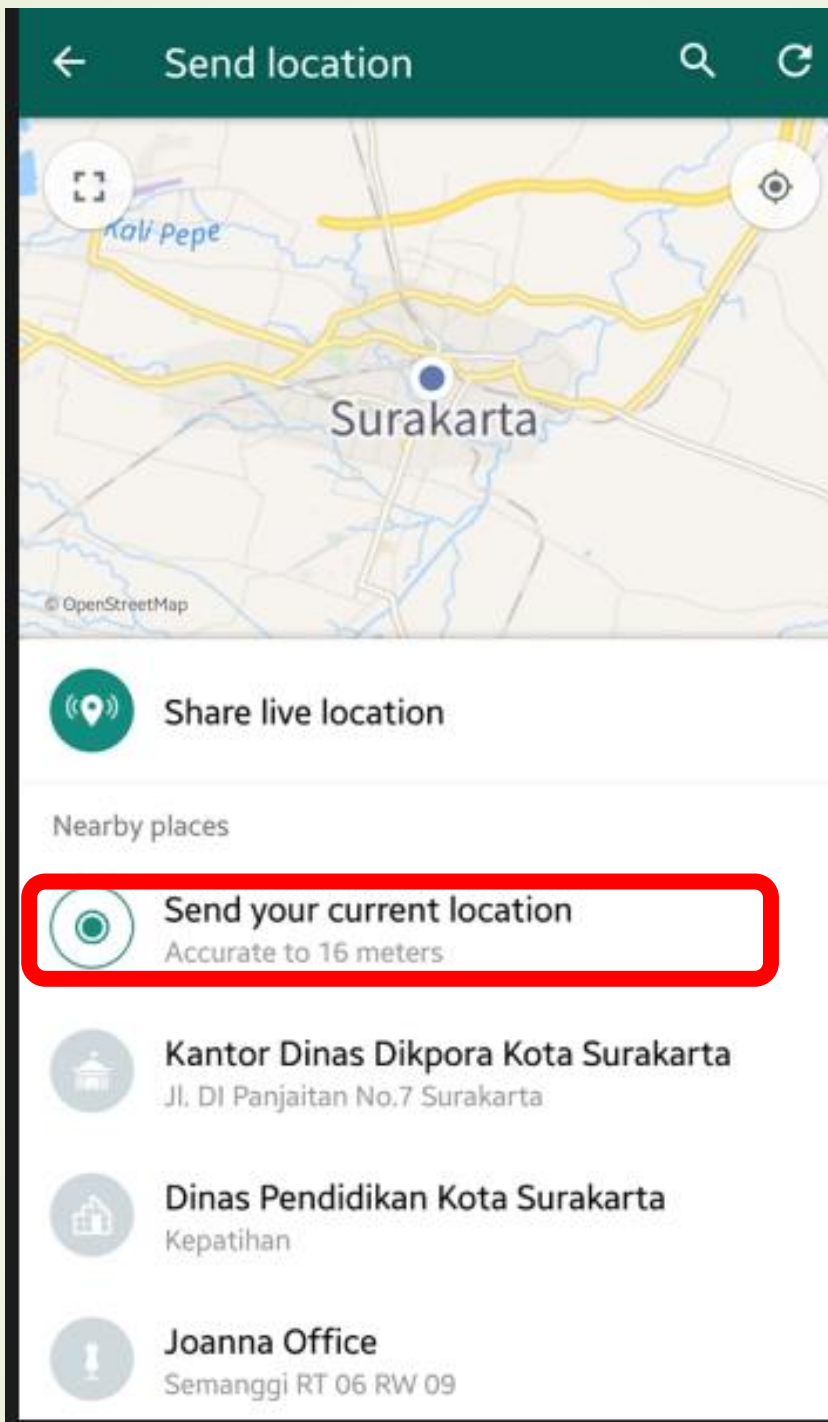 Send location
Kali Pepe
Surakarta
© OpenStreetMap
Share live location
Nearby places
Send your current location
Accurate to 16 meters
Kantor Dinas Dikpora Kota Surakarta
Jl. DI Panjaitan No.7 Surakarta
Dinas Pendidikan Kota Surakarta
Kepatihan
Joanna Office
Semanggi RT 06 RW 09